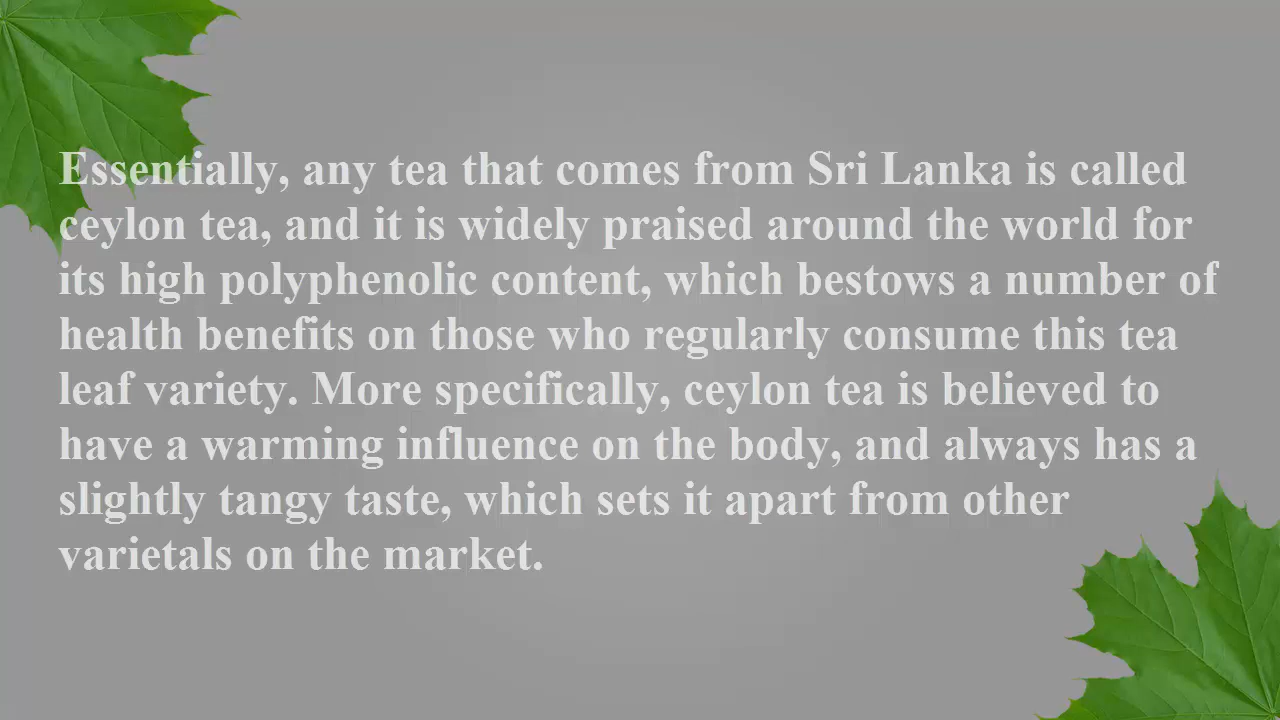 Essentially, any tea that comes from Sri Lanka is called
ceylon tea, and it is widely praised around the world for
its high polyphenolic content, which bestows a number of
health benefits on those who regularly consume this tea
leaf variety. More specifically, ceylon tea is believed to
have a warming influence on the body, and always has a
slightly tangy taste, which sets it apart from other
varietals on the market.